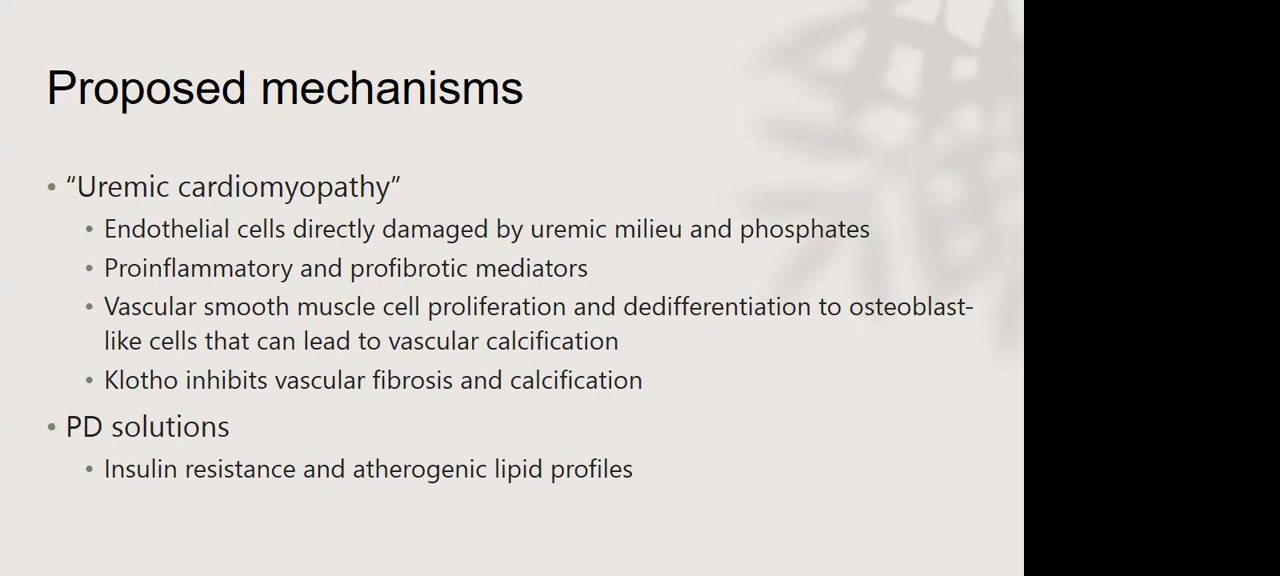 Proposed mechanisms
• “Uremic cardiomyopathy”
• Endothelial cells directly damaged by uremic milieu and phosphates
• Proinflammatory and profibrotic mediators
• Vascular smooth muscle cell proliferation and dedifferentiation to osteoblast-
like cells that can lead to vascular calcification
• Klotho inhibits vascular fibrosis and calcification
• PD solutions
• Insulin resistance and atherogenic lipid profiles